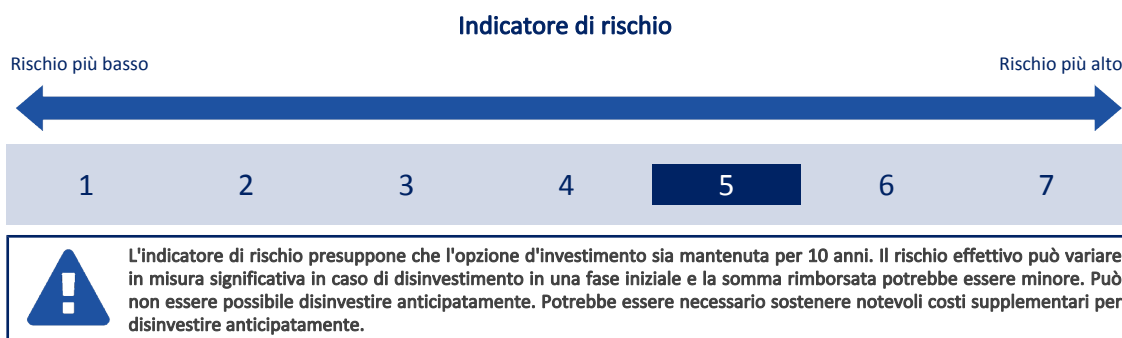 Indicatore di rischio
Rischio più basso
Rischio più alto
1 2 3 4 5 6 7
L'indicatore di rischio presuppone che l'opzione d'investimento sia mantenuta per 10 anni. Il rischio effettivo può variare
in misura significativa in caso di disinvestimento in una fase iniziale e la somma rimborsata potrebbe essere minore. Può
non essere possibile disinvestire anticipatamente. Potrebbe essere necessario sostenere notevoli costi supplementari per
disinvestire anticipatamente.